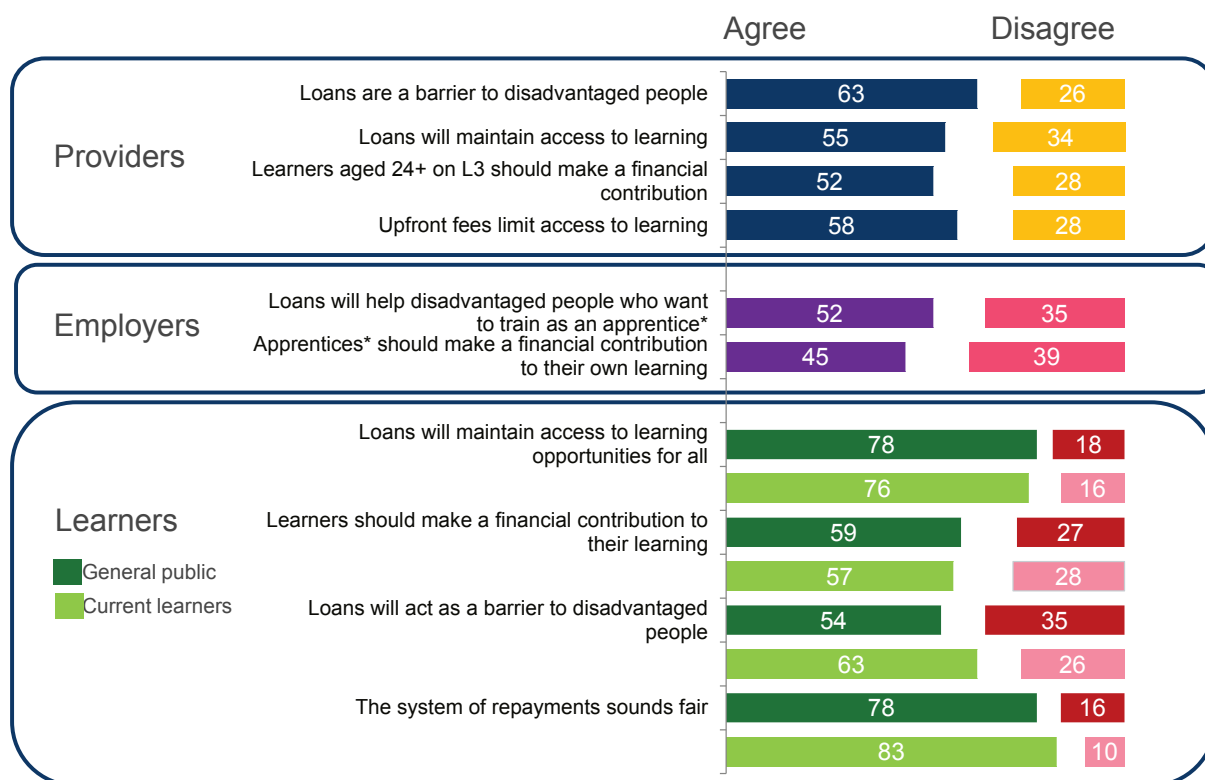 Agree Disagree
Providers
Loans are a barrier to disadvantaged people 63 26
Loans will maintain access to learning 55 34
Learners aged 24+ on L3 should make a financial
contribution 52 28
Upfront fees limit access to learning 58 28
Employers
Loans will help disadvantaged people who want
to train as an apprentice* 52 35
Apprentices* should make a financial contribution
to their own learning 45 39
Learners
General public
Current learners
Loans will maintain access to learning
opportunities for all 78 18
76 16
Learners should make a financial contribution to
their learning 59 27
57 28
Loans will act as a barrier to disadvantaged
people 54 35
63 26
The system of repayments sounds fair 78 16
83 10